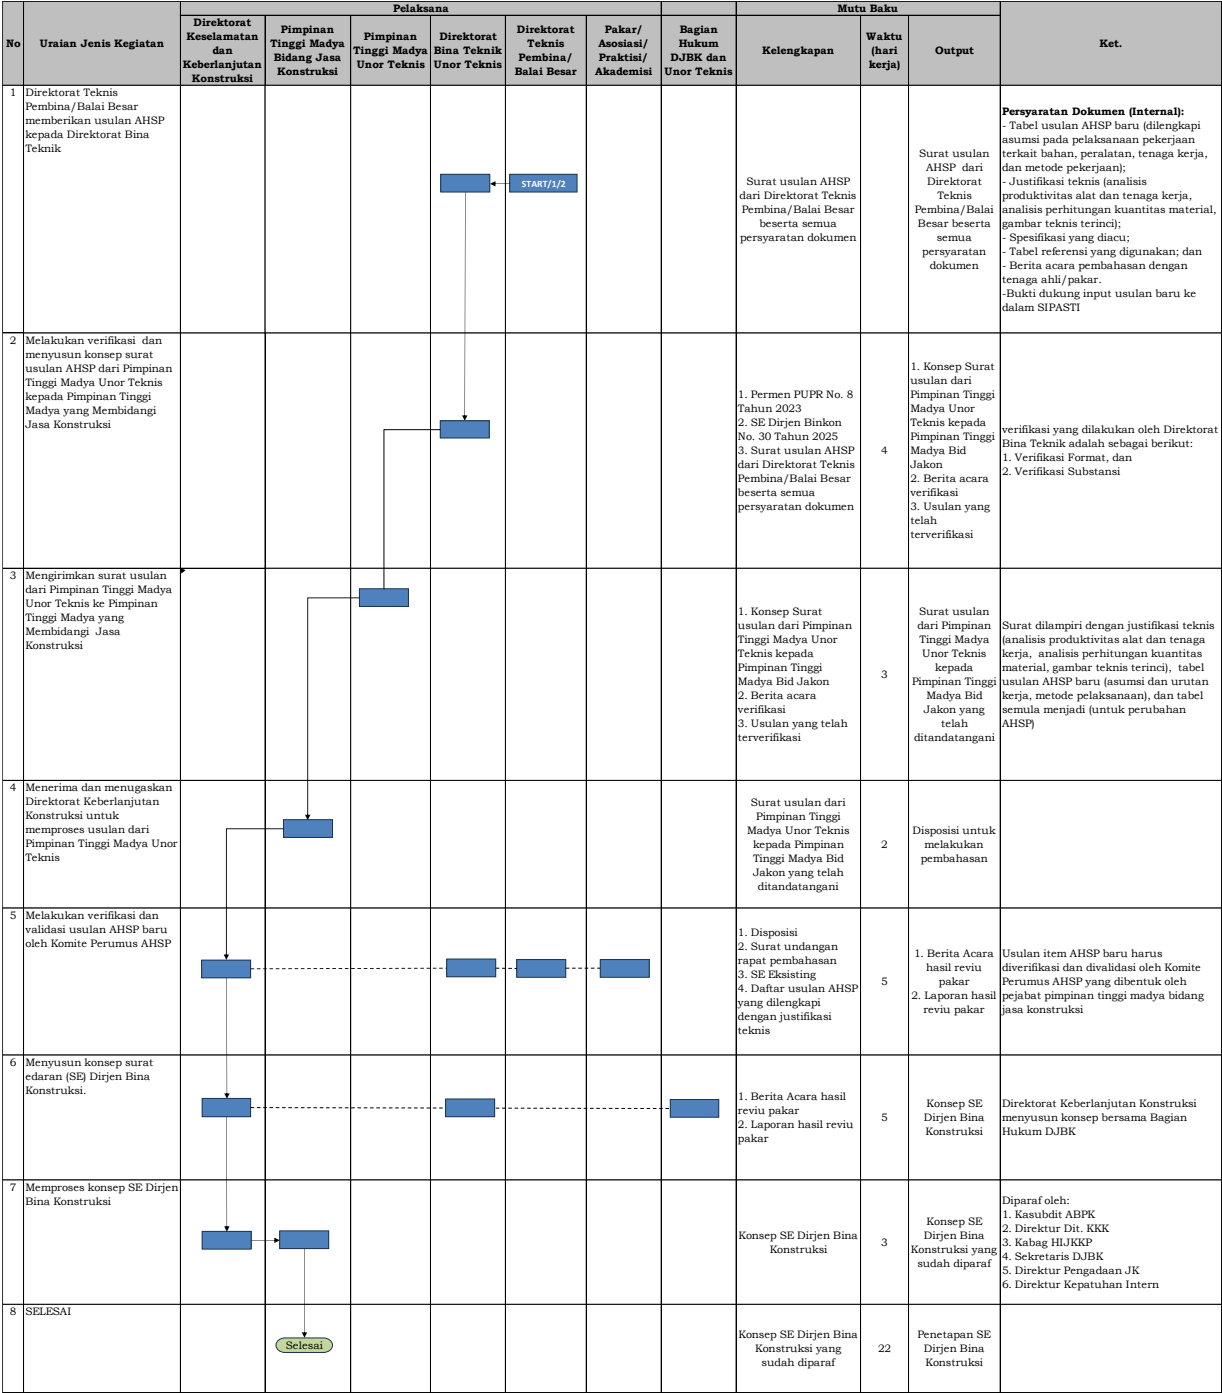 Pelaksana
Mutu Baku
No
Uraian Jenis Kegiatan
Direktorat
Keselamatan
dan
Keberlanjutan
Konstruksi
Pimpinan
Tinggi Madya
Bidang Jasa
Konstruksi
Pimpinan
Tinggi Madya
Unor Teknis
Direktorat
Bina Teknik
Unor Teknis
Direktorat
Teknis
Pembina/
Balai Besar
Pakar/
Asosiasi/
Praktisi/
Akademisi
Bagian
Hukum
DJBK dan
Unor Teknis
Kelengkapan
Waktu
(hari
kerja)
Output
Ket.
1
Direktorat Teknis
Pembina/Balai Besar
memberikan usulan AHSP
kepada Direktorat Bina
Teknik
START/1/2
Surat usulan AHSP
dari Direktorat Teknis
Pembina/Balai Besar
beserta semua
persyaratan dokumen
Surat usulan
AHSP dari
Direktorat
Teknis
Pembina/Balai
Besar beserta
semua
persyaratan
dokumen
Persyaratan Dokumen (Internal):
- Tabel usulan AHSP baru (dilengkapi
asumsi pada pelaksanaan pekerjaan
terkait bahan, peralatan, tenaga kerja,
dan metode pekerjaan);
- Justifikasi teknis (analisis
produktivitas alat dan tenaga kerja,
analisis perhitungan kuantitas material,
gambar teknis terinci);
- Spesifikasi yang diacu;
- Tabel referensi yang digunakan; dan
- Berita acara pembahasan dengan
tenaga ahli/pakar.
-Bukti dukung input usulan baru ke
dalam SIPASTI
2
Melakukan verifikasi dan
menyusun konsep surat
usulan AHSP dari Pimpinan
Tinggi Madya Unor Teknis
kepada Pimpinan Tinggi
Madya yang Membidangi
Jasa Konstruksi
1. Permen PUPR No. 8
Tahun 2023
2. SE Dirjen Binkon
No. 30 Tahun 2025
3. Surat usulan AHSP
dari Direktorat Teknis
Pembina/Balai Besar
beserta semua
persyaratan dokumen
4
1. Konsep Surat
usulan dari
Pimpinan Tinggi
Madya Unor
Teknis kepada
Pimpinan Tinggi
Madya Bid
Jakon
2. Berita acara
verifikasi
3. Usulan yang
telah
terverifikasi
verifikasi yang dilakukan oleh Direktorat
Bina Teknik adalah sebagai berikut:
1. Verifikasi Format, dan
2. Verifikasi Substansi
3
Mengirimkan surat usulan
dari Pimpinan Tinggi Madya
Unor Teknis ke Pimpinan
Tinggi Madya yang
Membidangi Jasa
Konstruksi
1. Konsep Surat
usulan dari Pimpinan
Tinggi Madya Unor
Teknis kepada
Pimpinan Tinggi
Madya Bid Jakon
2. Berita acara
verifikasi
3. Usulan yang telah
terverifikasi
3
Surat usulan
dari Pimpinan
Tinggi Madya
Unor Teknis
kepada
Pimpinan Tinggi
Madya Bid
Jakon yang
telah
ditandatangani
Surat dilampiri dengan justifikasi teknis
(analisis produktivitas alat dan tenaga
kerja, analisis perhitungan kuantitas
material, gambar teknis terinci), tabel
usulan AHSP baru (asumsi dan urutan
kerja, metode pelaksanaan), dan tabel
semula menjadi (untuk perubahan
AHSP)
4
Menerima dan menugaskan
Direktorat Keberlanjutan
Konstruksi untuk
memproses usulan dari
Pimpinan Tinggi Madya Unor
Teknis
Surat usulan dari
Pimpinan Tinggi
Madya Unor Teknis
kepada Pimpinan
Tinggi Madya Bid
Jakon yang telah
ditandatangani
2
Disposisi untuk
melakukan
pembahasan
5
Melakukan verifikasi dan
validasi usulan AHSP baru
oleh Komite Perumus AHSP
1. Disposisi
2. Surat undangan
rapat pembahasan
3. SE Eksisting
4. Daftar usulan AHSP
yang dilengkapi
dengan justifikasi
teknis
5
1. Berita Acara
hasil reviu
pakar
2. Laporan hasil
reviu pakar
Usulan item AHSP baru harus
diverifikasi dan divalidasi oleh Komite
Perumus AHSP yang dibentuk oleh
pejabat pimpinan tinggi madya bidang
jasa konstruksi
6
Menyusun konsep surat
edaran (SE) Dirjen Bina
Konstruksi.
1. Berita Acara hasil
reviu pakar
2. Laporan hasil reviu
pakar
5
Konsep SE
Dirjen Bina
Konstruksi
Direktorat Keberlanjutan Konstruksi
menyusun konsep bersama Bagian
Hukum DJBK
7
Memproses konsep SE Dirjen
Bina Konstruksi
Konsep SE Dirjen Bina
Konstruksi
3
Konsep SE
Dirjen Bina
Konstruksi yang
sudah diparaf
Diparaf oleh:
1. Kasubdit ABPK
2. Direktur Dit. KKK
3. Kabag HIJKKP
4. Sekretaris DJBK
5. Direktur Pengadaan JK
6. Direktur Kepatuhan Intern
8
SELESAI
Selesai
Konsep SE Dirjen Bina
Konstruksi yang
sudah diparaf
22
Penetapan SE
Dirjen Bina
Konstruksi